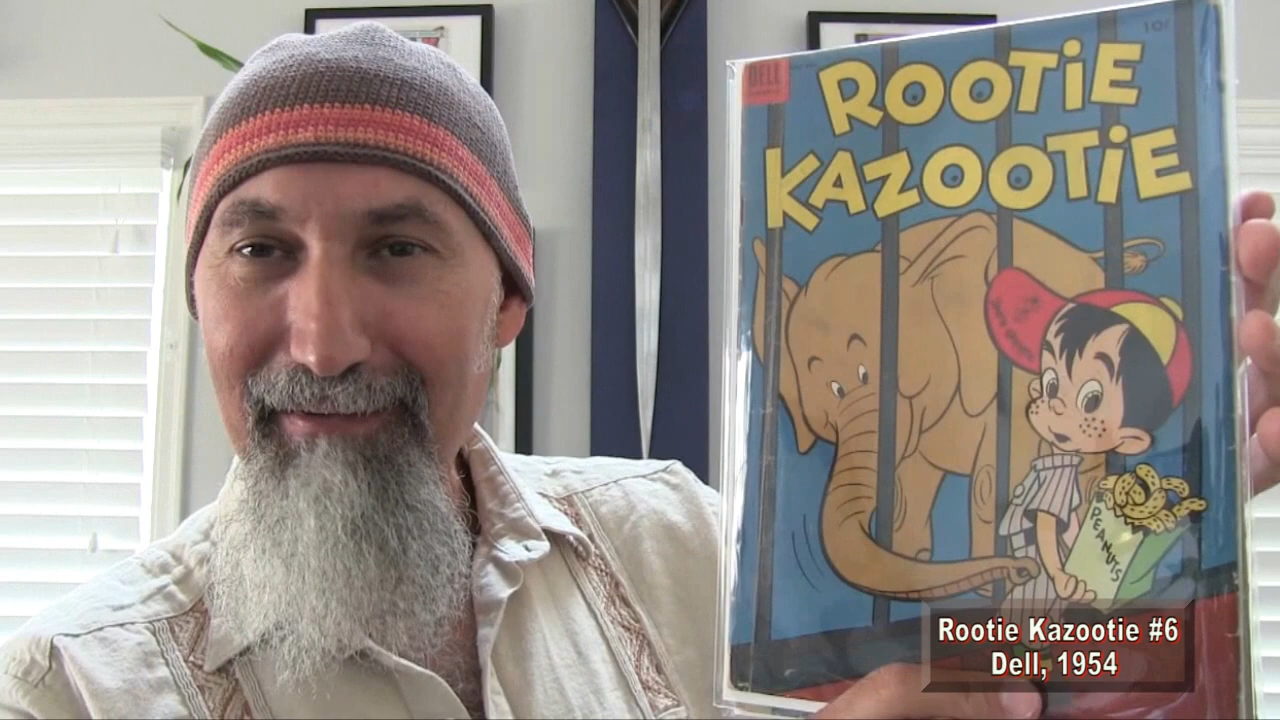 DELL
10¢
ROOTiE
KAZOOTiE
PEANUTS
Rootie Kazootie #6
Dell, 1954